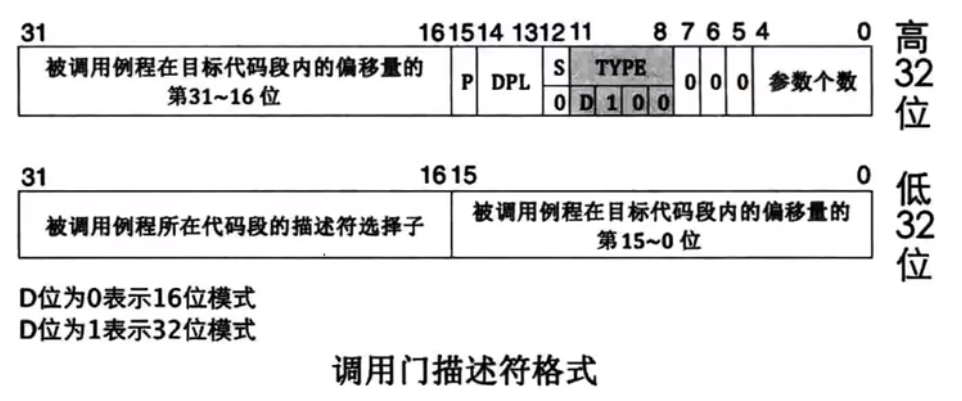 31 16 15 14 13 12 11 8 7 6 5 4 0
被调用例程在目标代码段内的偏移量的
第31~16 位
P
DPL
S
TYPE
0 D 1 0 0
0 0 0
参数个数
高32位
31 16 15 0
被调用例程所在代码段的描述符选择子
被调用例程在目标代码段内的偏移量的
第15~0 位
低32位
D位为0表示16位模式
D位为1表示32位模式
调用门描述符格式